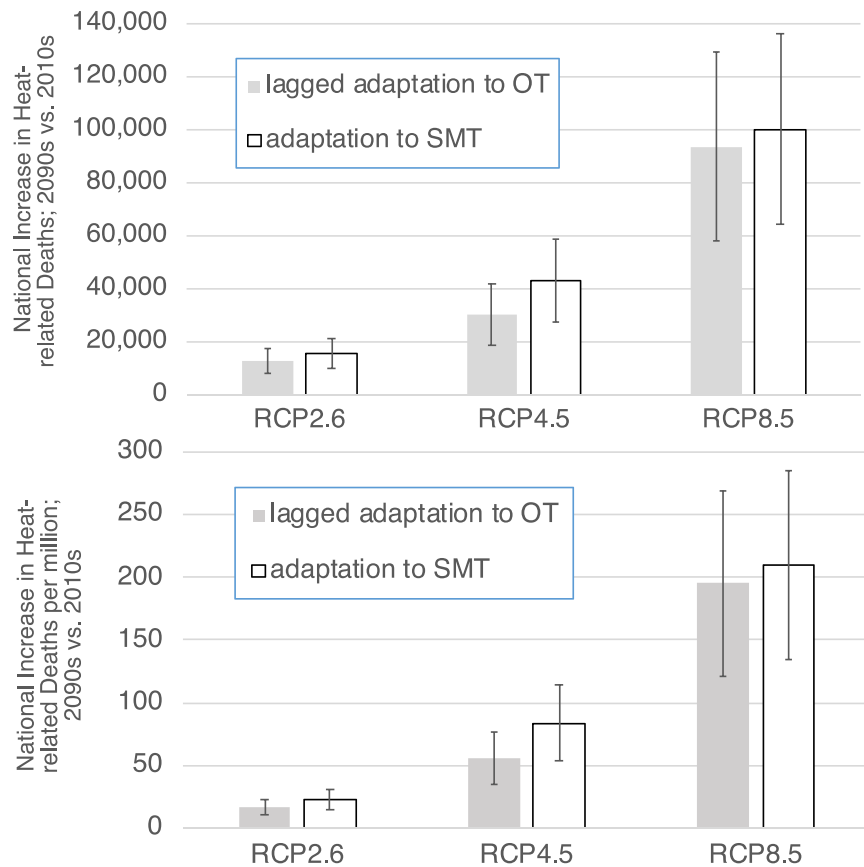 National Increase in Heat-
related Deaths; 2090s vs. 2010s
140,000
120,000
100,000
80,000
60,000
40,000
20,000
0
lagged adaptation to OT
adaptation to SMT
RCP2.6 RCP4.5 RCP8.5
National Increase in Heat-
related Deaths per million;
2090s vs. 2010s
300
250
200
150
100
50
0
lagged adaptation to OT
adaptation to SMT
RCP2.6 RCP4.5 RCP8.5